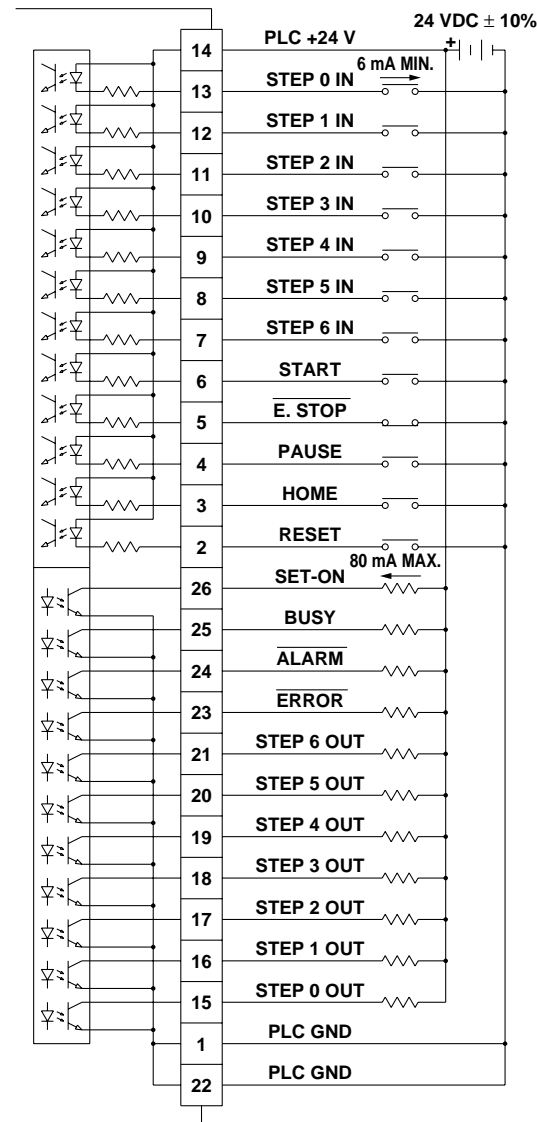 24 VDC ± 10%
+
14 PLC +24 V
6 mA MIN.
13 STEP 0 IN
12 STEP 1 IN
11 STEP 2 IN
10 STEP 3 IN
9 STEP 4 IN
8 STEP 5 IN
7 STEP 6 IN
6 START
5 E. STOP
4 PAUSE
3 HOME
2 RESET
80 mA MAX.
26 SET-ON
25 BUSY
24 ALARM
23 ERROR
21 STEP 6 OUT
20 STEP 5 OUT
19 STEP 4 OUT
18 STEP 3 OUT
17 STEP 2 OUT
16 STEP 1 OUT
15 STEP 0 OUT
1 PLC GND
22 PLC GND